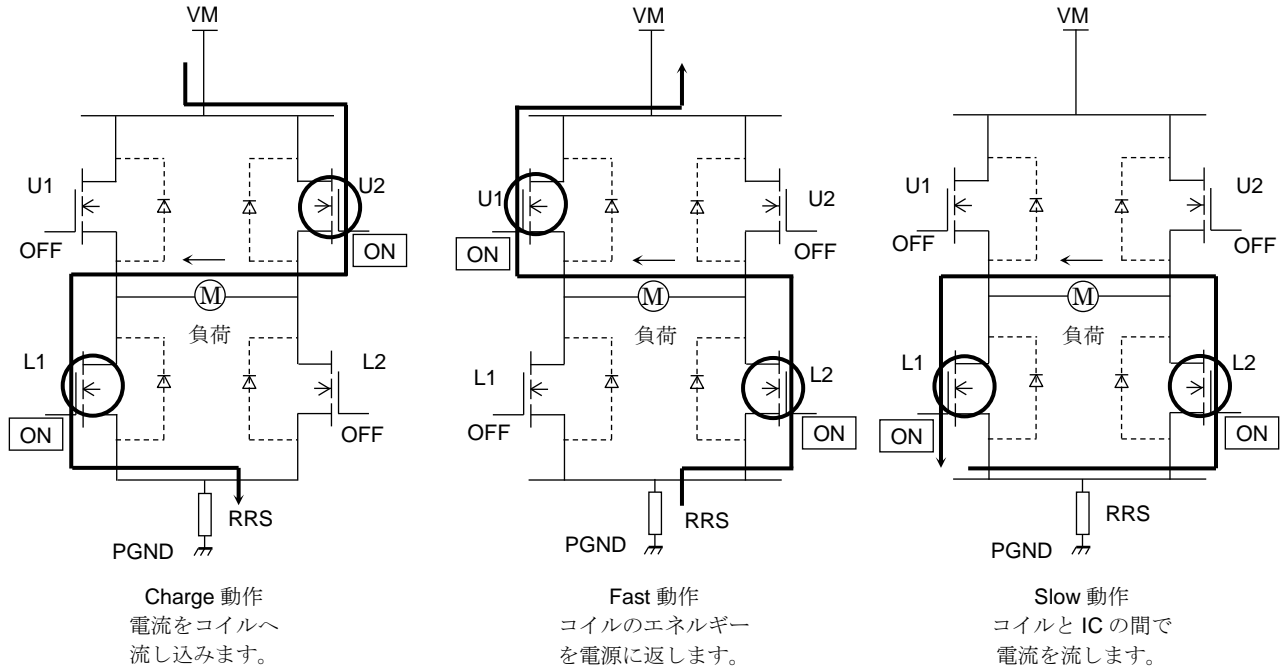 VM
U1
U2
OFF
ON
M
負荷
L1
L2
ON
OFF
RRS
PGND
Charge 動作
電流をコイルへ
流し込みます。
VM
U1
U2
ON
OFF
M
負荷
L1
L2
OFF
ON
RRS
PGND
Fast 動作
コイルのエネルギー
を電源に返します。
VM
U1
U2
OFF
OFF
M
負荷
L1
L2
ON
ON
RRS
PGND
Slow 動作
コイルと IC の間で
電流を流します。